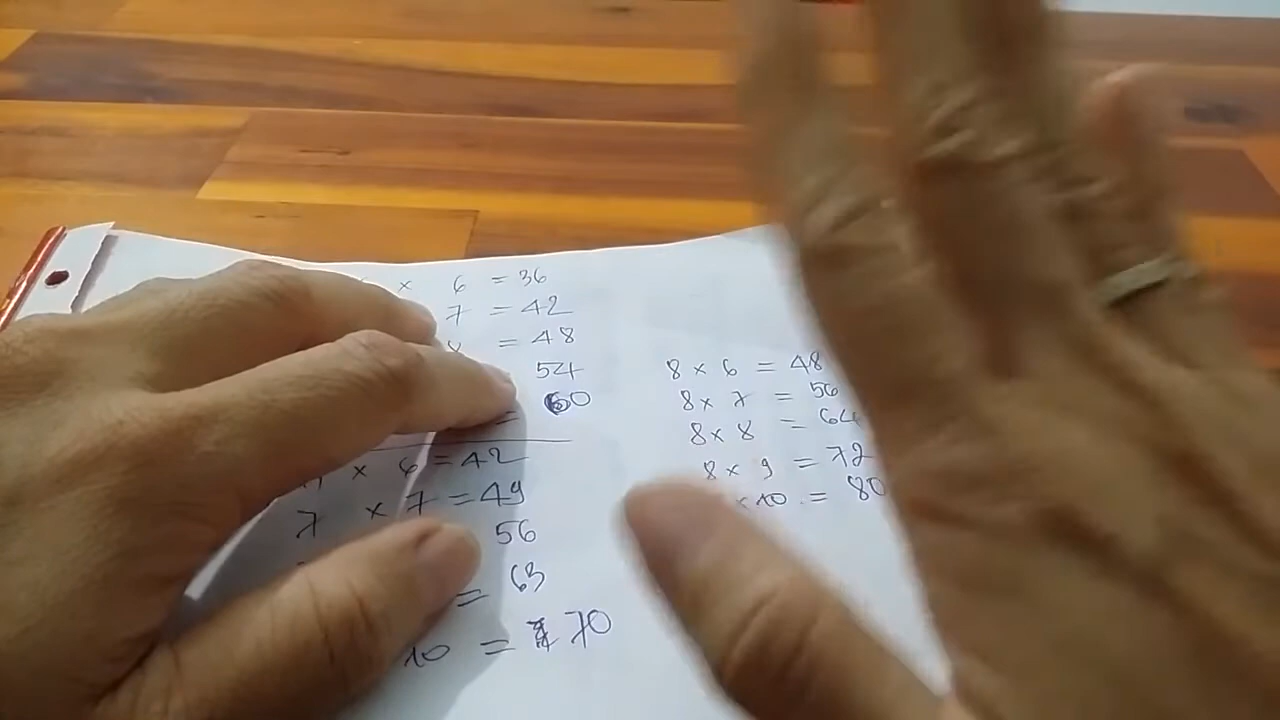 × 6 = 36
7 = 42
= 48
54
= 60
× 6 = 42
7 × 7 = 49
56
= 63
10 = 70
8 × 6 = 48
8 × 7 = 56
8 × 8 = 64
8 × 9 = 72
× 10 = 80